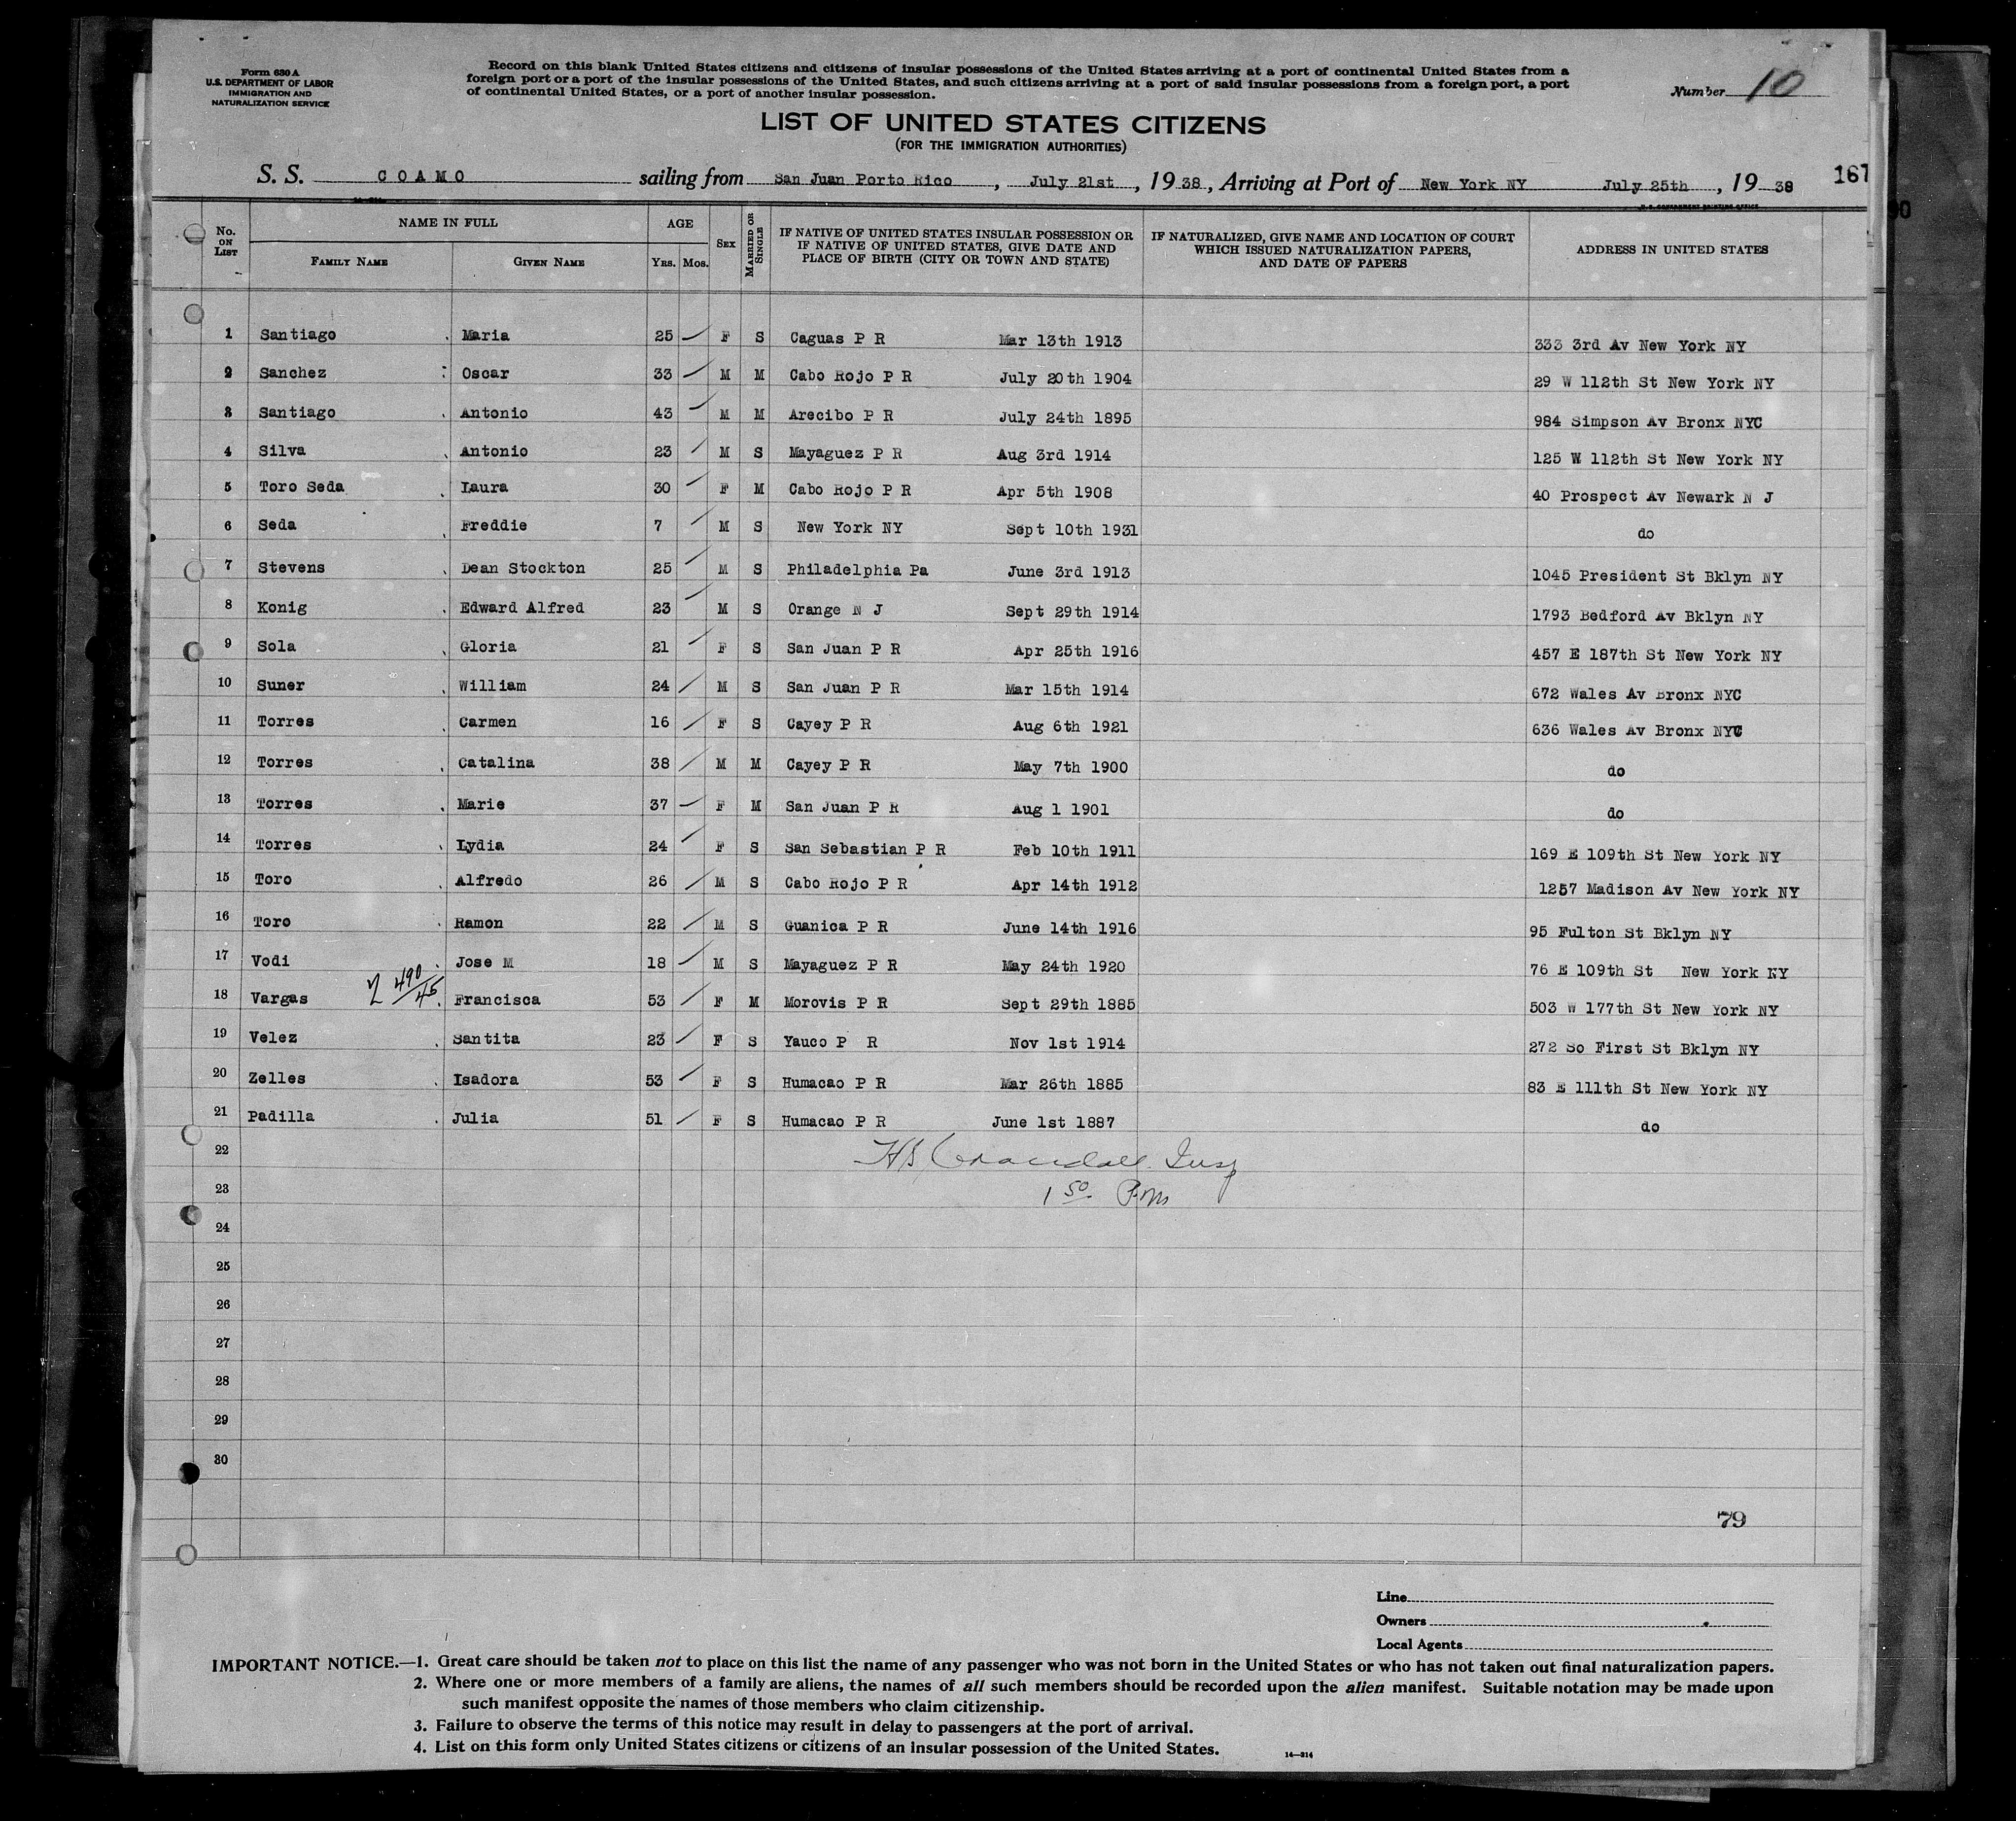 Form 630 A
U.S. DEPARTMENT OF LABOR
IMMIGRATION AND
NATURALIZATION SERVICE
Record on this blank United States citizens and citizens of insular possessions of the United States arriving at a port of continental United States from a
foreign port or a port of the insular possessions of the United States, and such citizens arriving at a port of said insular possessions from a foreign port, a port
of continental United States, or a port of another insular possession.
Number 10
LIST OF UNITED STATES CITIZENS
(FOR THE IMMIGRATION AUTHORITIES)
S. S. COAMO sailing from San Juan Porto Rico, July 21st, 1938, Arriving at Port of New York NY July 25th, 1938
167
No. ON LIST NAME IN FULL FAMILY NAME GIVEN NAME AGE YRS. MOS. SEX MARRIED OR SINGLE IF NATIVE OF UNITED STATES INSULAR POSSESSION OR IF NATIVE OF UNITED STATES, GIVE DATE AND PLACE OF BIRTH (CITY OR TOWN AND STATE) IF NATURALIZED, GIVE NAME AND LOCATION OF COURT WHICH ISSUED NATURALIZATION PAPERS, AND DATE OF PAPERS ADDRESS IN UNITED STATES
1 Santiago Maria 25 F S Caguas P R Mar 13th 1913 333 3rd Av New York NY
2 Sanchez Oscar 33 M M Cabo Rojo P R July 20th 1904 29 W 112th St New York NY
3 Santiago Antonio 43 M M Arecibo P R July 24th 1895 984 Simpson Av Bronx NYC
4 Silva Antonio 23 M S Mayaguez P R Aug 3rd 1914 125 W 112th St New York NY
5 Toro Seda Laura 30 F M Cabo Rojo P R Apr 5th 1908 40 Prospect Av Newark N J
6 Seda Freddie 7 M S New York NY Sept 10th 1931 do
7 Stevens Dean Stockton 25 M S Philadelphia Pa June 3rd 1913 1045 President St Bklyn NY
8 Konig Edward Alfred 23 M S Orange N J Sept 29th 1914 1793 Bedford Av Bklyn NY
9 Sola Gloria 21 F S San Juan P R Apr 25th 1916 457 E 187th St New York NY
10 Suner William 24 M S San Juan P R Mar 15th 1914 672 Wales Av Bronx NYC
11 Torres Carmen 16 F S Cayey P R Aug 6th 1921 636 Wales Av Bronx NYC
12 Torres Catalina 38 M M Cayey P R May 7th 1900 do
13 Torres Marie 37 F M San Juan P R Aug 1 1901 do
14 Torres Lydia 24 F S San Sebastian P R Feb 10th 1911 169 E 109th St New York NY
15 Toro Alfredo 26 M S Cabo Rojo P R Apr 14th 1912 1257 Madison Av New York NY
16 Toro Ramon 22 M S Guanica P R June 14th 1916 95 Fulton St Bklyn NY
17 Vodi Jose M 18 M S Mayaguez P R May 24th 1920 76 E 109th St New York NY
490/45
18 Vargas Francisca 53 F M Morovis P R Sept 29th 1885 503 W 177th St New York NY
19 Velez Santita 23 F S Yauco P R Nov 1st 1914 272 So First St Bklyn NY
20 Zelles Isadora 53 F S Humacao P R Mar 26th 1885 83 E 111th St New York NY
21 Padilla Julia 51 F S Humacao P R June 1st 1887 do
22 Crandall Insp
23 1 50 P.M
24
25
26
27
28
29
30
79
Line
Owners
Local Agents
IMPORTANT NOTICE.—1. Great care should be taken not to place on this list the name of any passenger who was not born in the United States or who has not taken out final naturalization papers.
2. Where one or more members of a family are aliens, the names of all such members should be recorded upon the alien manifest. Suitable notation may be made upon
such manifest opposite the names of those members who claim citizenship.
3. Failure to observe the terms of this notice may result in delay to passengers at the port of arrival.
4. List on this form only United States citizens or citizens of an insular possession of the United States.
14—214